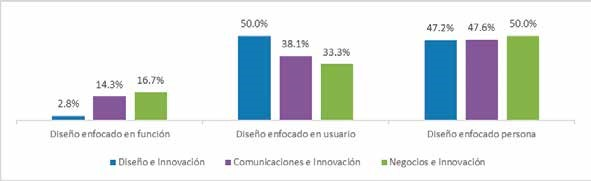 50.0%
47.2% 47.6% 50.0%
38.1%
33.3%
14.3% 16.7%
2.8%
Diseño enfocado en función Diseño enfocado en usuario Diseño enfocado persona
Diseño e Innovación Comunicaciones e Innovación Negocios e Innovación